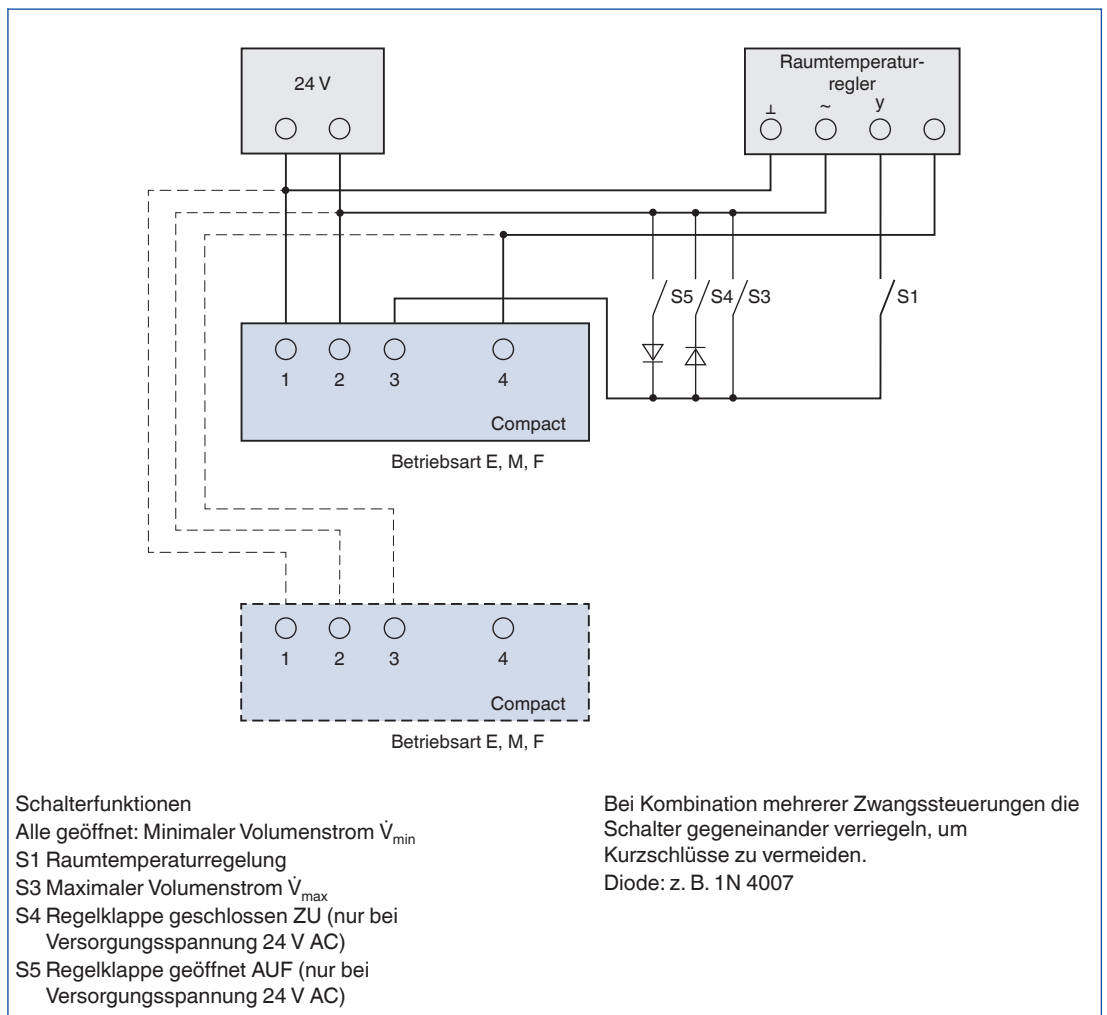 24 V
Raumtemperatur-
regler
⊥ ~ y
S5 S4 S3 S1
1 2 3 4
Compact
Betriebsart E, M, F
1 2 3 4
Compact
Betriebsart E, M, F
Schalterfunktionen
Alle geöffnet: Minimaler Volumenstrom V̇min
S1 Raumtemperaturregelung
S3 Maximaler Volumenstrom V̇max
S4 Regelklappe geschlossen ZU (nur bei
Versorgungsspannung 24 V AC)
S5 Regelklappe geöffnet AUF (nur bei
Versorgungsspannung 24 V AC)
Bei Kombination mehrerer Zwangssteuerungen die
Schalter gegeneinander verriegeln, um
Kurzschlüsse zu vermeiden.
Diode: z. B. 1N 4007